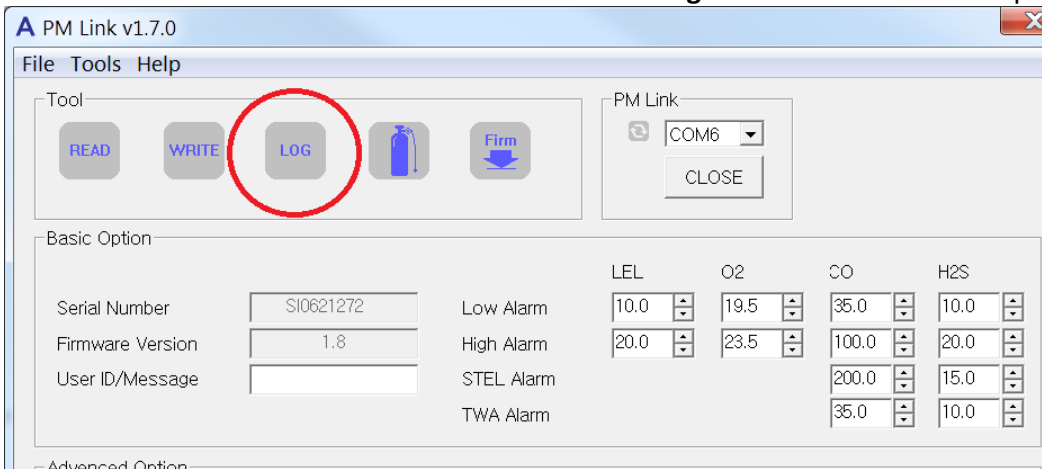 A PM Link v1.7.0
File Tools Help
Tool
PM Link
READ WRITE LOG Firm
COM6
CLOSE
Basic Option
LEL O2 CO H2S
Serial Number SI0621272 Low Alarm 10.0 19.5 35.0 10.0
Firmware Version 1.8 High Alarm 20.0 23.5 100.0 20.0
User ID/Message STEL Alarm 200.0 15.0
TWA Alarm 35.0 10.0
Advanced Option